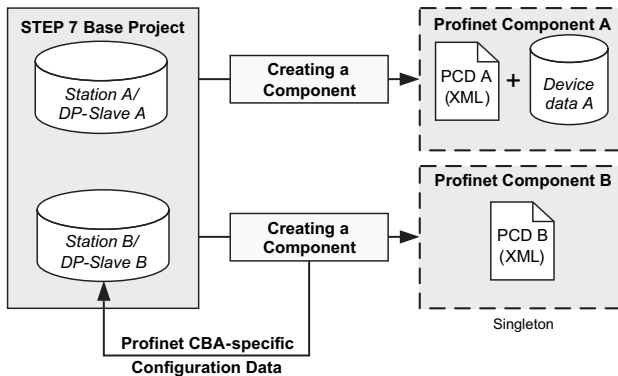 STEP 7 Base Project
Station A/
DP-Slave A
Creating a
Component
Profinet Component A
PCD A
(XML)
+
Device
data A
Station B/
DP-Slave B
Creating a
Component
Profinet Component B
PCD B
(XML)
Singleton
Profinet CBA-specific
Configuration Data